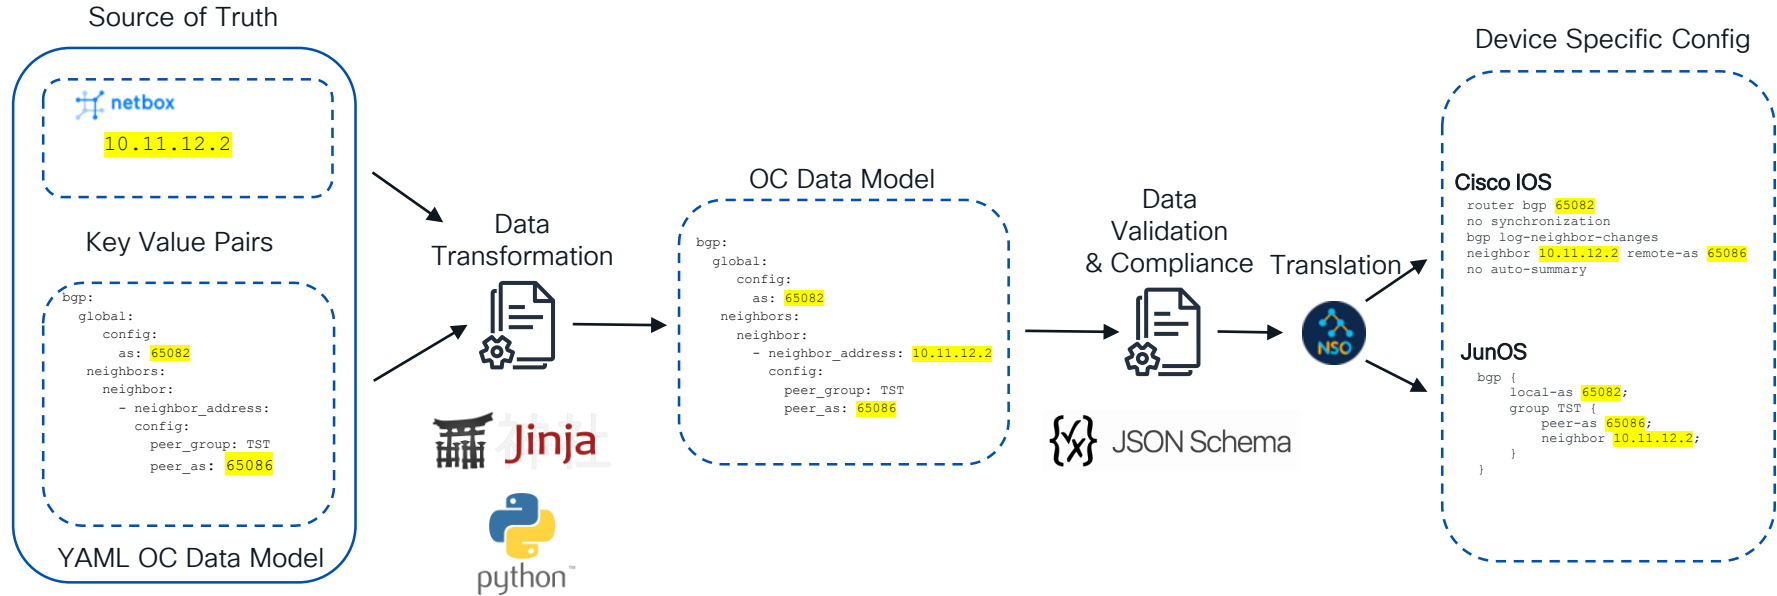 Source of Truth
netbox
10.11.12.2
Key Value Pairs
bgp:
  global:
     config:
       as: 65082
   neighbors:
     neighbor:
       - neighbor_address:
         config:
           peer_group: TST
           peer_as: 65086
YAML OC Data Model
Data
Transformation
神社
Jinja
python™
OC Data Model
bgp:
  global:
     config:
       as: 65082
   neighbors:
     neighbor:
       - neighbor_address: 10.11.12.2
         config:
           peer_group: TST
           peer_as: 65086
Data
Validation
& Compliance
{√x} JSON Schema
Translation
NSO
Device Specific Config
Cisco IOS
router bgp 65082
no synchronization
bgp log-neighbor-changes
neighbor 10.11.12.2 remote-as 65086
no auto-summary
JunOS
bgp {
    local-as 65082;
    group TST {
        peer-as 65086;
        neighbor 10.11.12.2;
    }
}